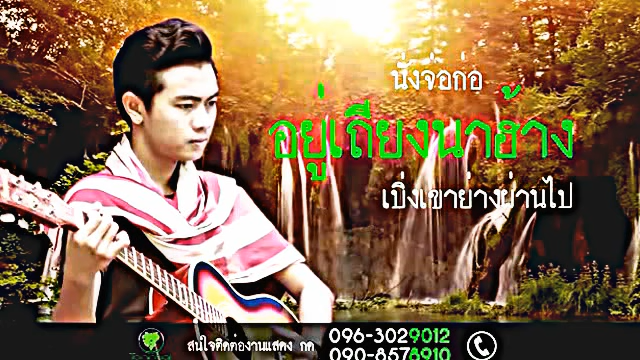 นั่งจ่อก่อ
อยู่เถียงนาฮ้าง
เบิ่งเขาย่างผ่านไป
สนใจติดต่องานแสดง กด
096-3029012
090-8578910